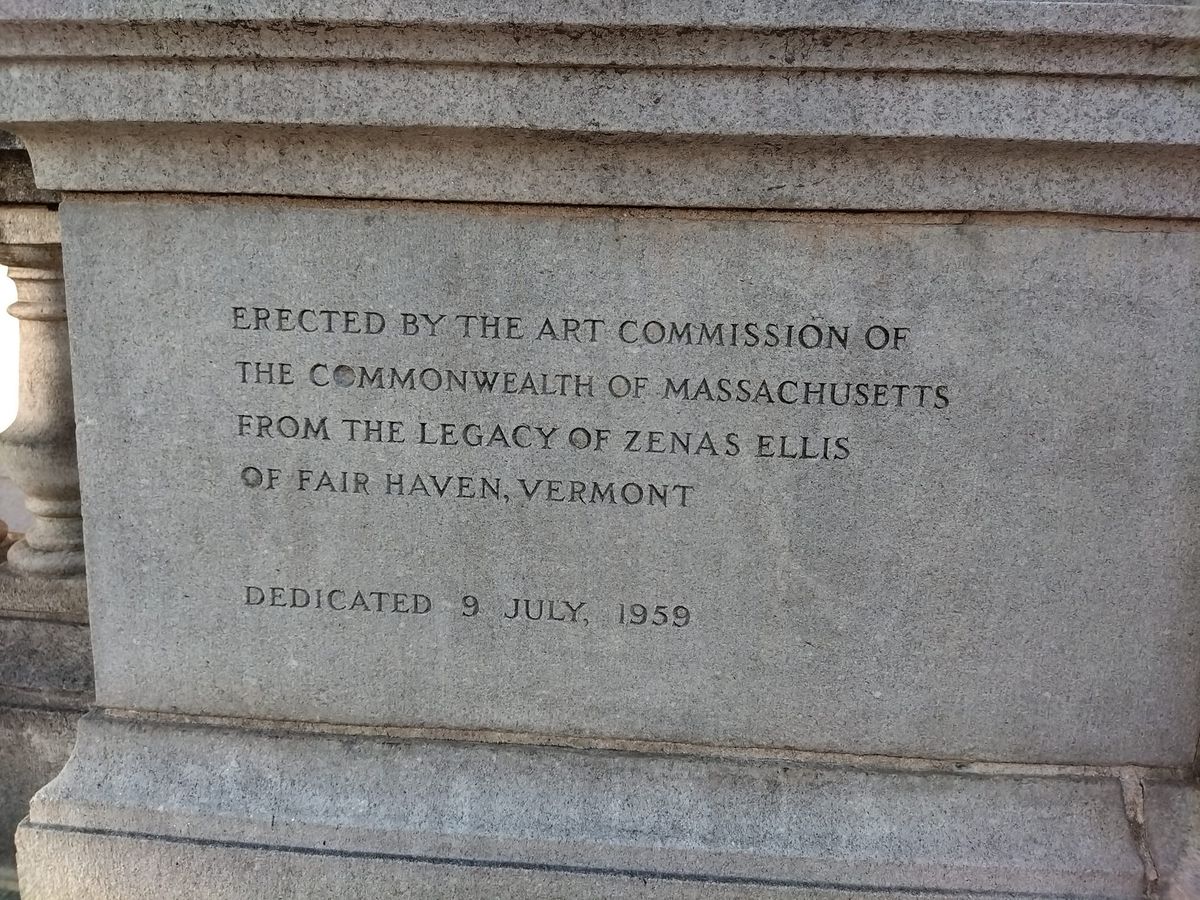 ERECTED BY THE ART COMMISSION OF
THE COMMONWEALTH OF MASSACHUSETTS
FROM THE LEGACY OF ZENAS ELLIS
OF FAIR HAVEN, VERMONT
DEDICATED 9 JULY, 1959